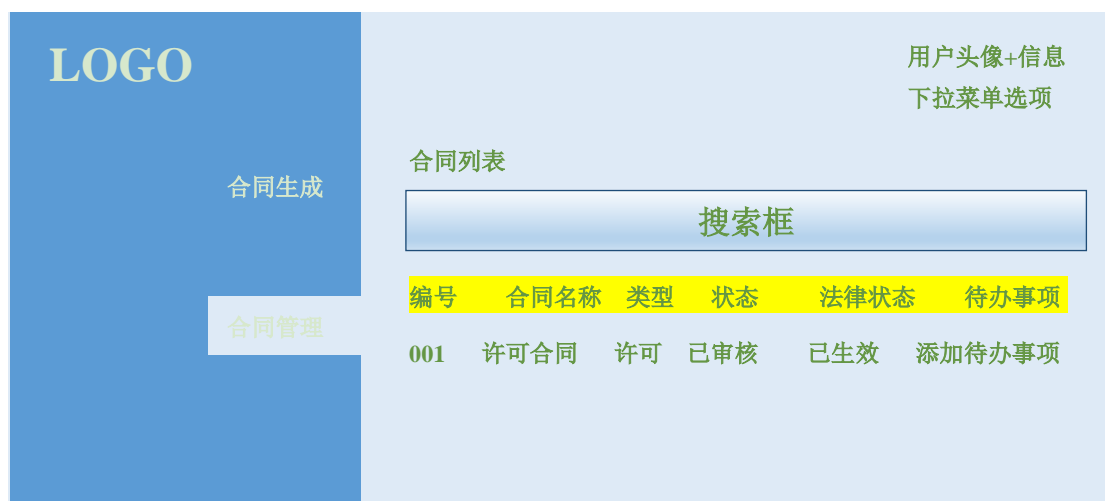 LOGO
用户头像+信息
下拉菜单选项
合同生成
合同管理
合同列表
搜索框
编号 合同名称 类型 状态 法律状态 待办事项
001 许可合同 许可 已审核 已生效 添加待办事项